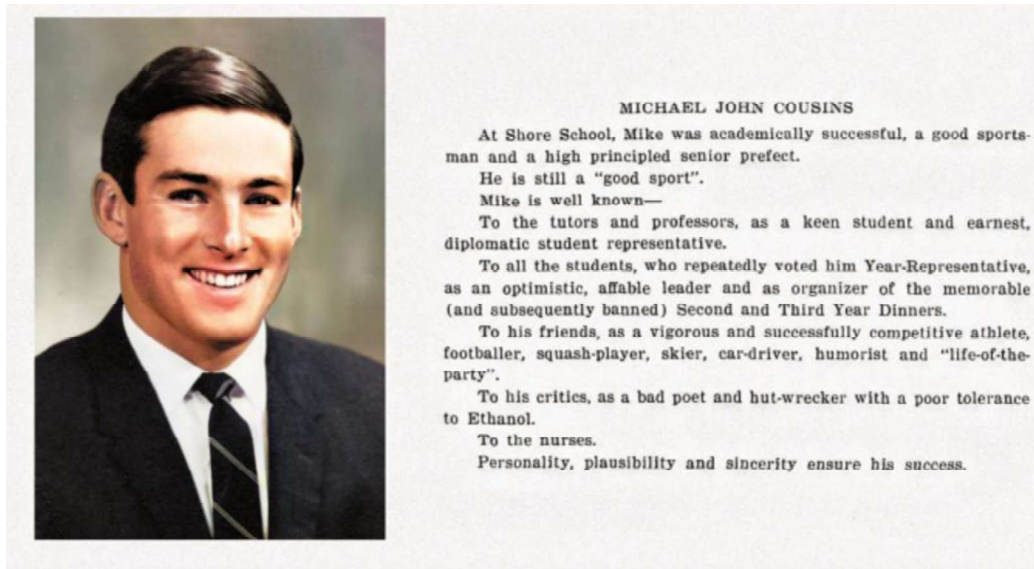 MICHAEL JOHN COUSINS
At Shore School, Mike was academically successful, a good sports-
man and a high principled senior prefect.
He is still a "good sport".
Mike is well known—
To the tutors and professors, as a keen student and earnest,
diplomatic student representative.
To all the students, who repeatedly voted him Year-Representative,
as an optimistic, affable leader and as organizer of the memorable
(and subsequently banned) Second and Third Year Dinners.
To his friends, as a vigorous and successfully competitive athlete,
footballer, squash-player, skier, car-driver, humorist and "life-of-the-
party".
To his critics, as a bad poet and hut-wrecker with a poor tolerance
to Ethanol.
To the nurses.
Personality, plausibility and sincerity ensure his success.